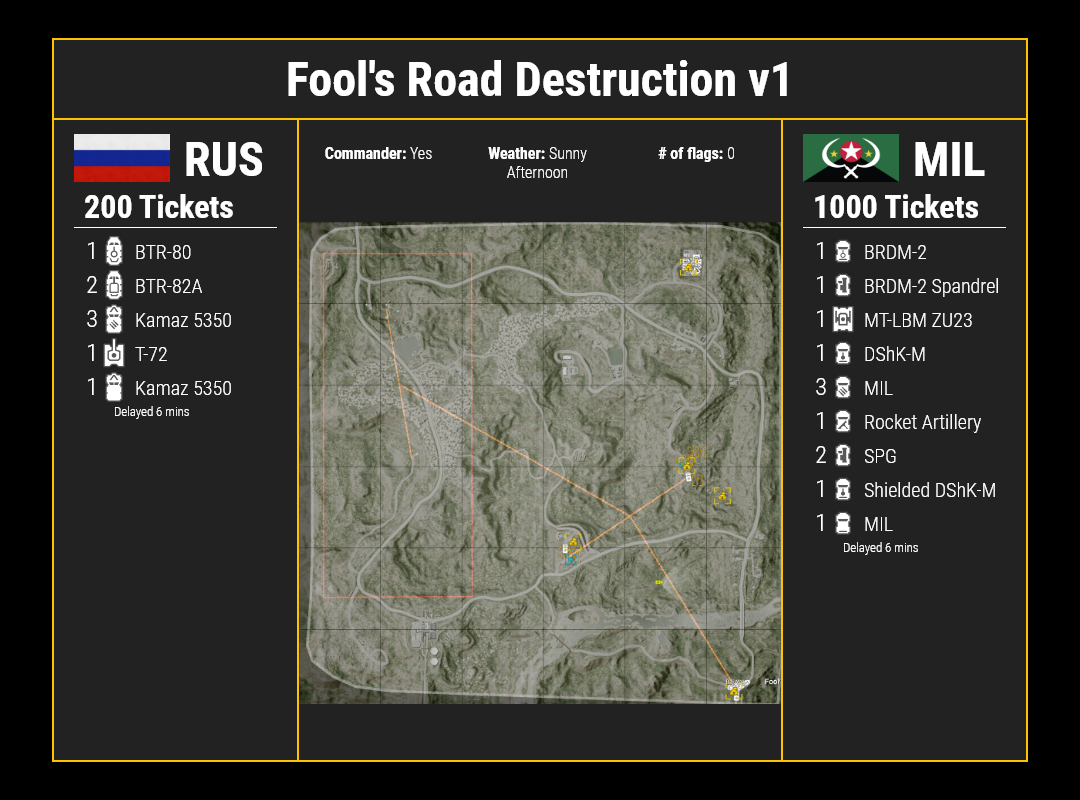 Fool's Road Destruction v1
RUS
200 Tickets
1 BTR-80
2 BTR-82A
3 Kamaz 5350
1 T-72
1 Kamaz 5350
Delayed 6 mins
Commander: Yes
Weather: Sunny
Afternoon
# of flags: 0
Fool
MIL
1000 Tickets
1 BRDM-2
1 BRDM-2 Spandrel
1 MT-LBM ZU23
1 DShK-M
3 MIL
1 Rocket Artillery
2 SPG
1 Shielded DShK-M
1 MIL
Delayed 6 mins